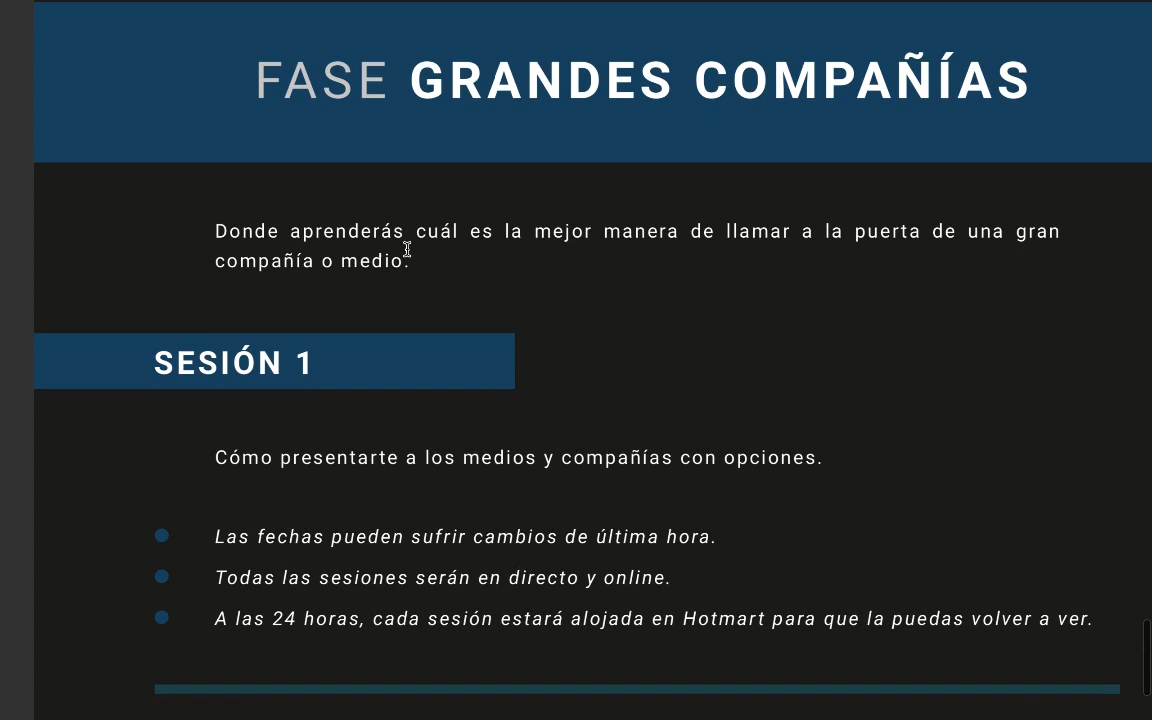 FASE GRANDES COMPAÑÍAS
Donde aprenderás cuál es la mejor manera de llamar a la puerta de una gran
compañía o medio.
SESIÓN 1
Cómo presentarte a los medios y compañías con opciones.
Las fechas pueden sufrir cambios de última hora.
Todas las sesiones serán en directo y online.
A las 24 horas, cada sesión estará alojada en Hotmart para que la puedas volver a ver.